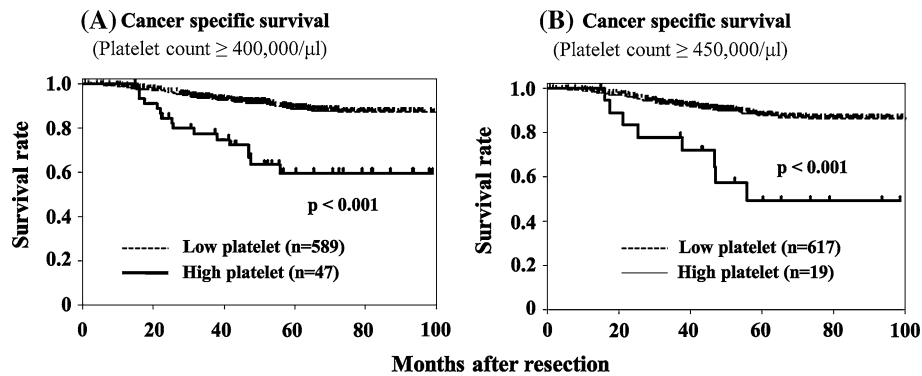 (A) Cancer specific survival
(Platelet count ≥ 400,000/μl)
Survival rate
1.0
0.8
0.6
0.4
0.2
0
p < 0.001
Low platelet (n=589)
High platelet (n=47)
0 20 40 60 80 100
(B) Cancer specific survival
(Platelet count ≥ 450,000/μl)
Survival rate
1.0
0.8
0.6
0.4
0.2
0
p < 0.001
Low platelet (n=617)
High platelet (n=19)
0 20 40 60 80 100
Months after resection